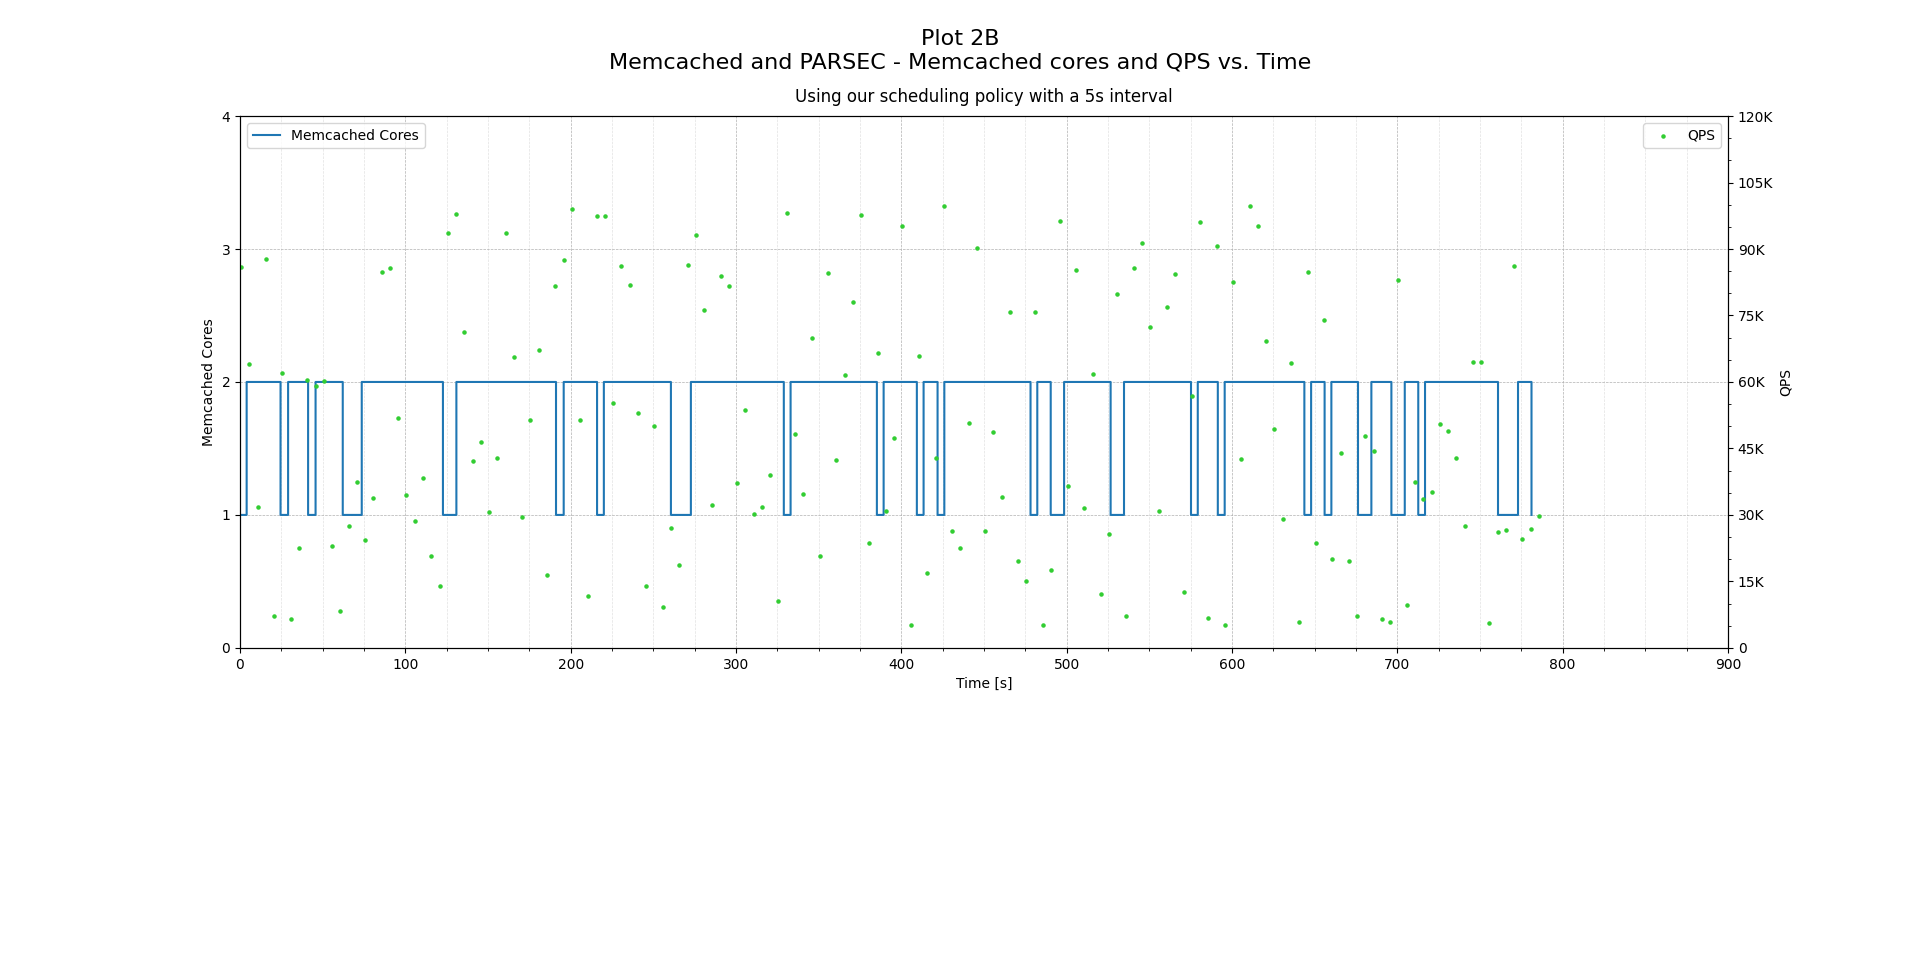 Plot 2B
Memcached and PARSEC - Memcached cores and QPS vs. Time
Using our scheduling policy with a 5s interval
Memcached Cores
QPS
4
3
2
1
0
Memcached Cores
120K
105K
90K
75K
60K
45K
30K
15K
0
QPS
0 100 200 300 400 500 600 700 800 900
Time [s]